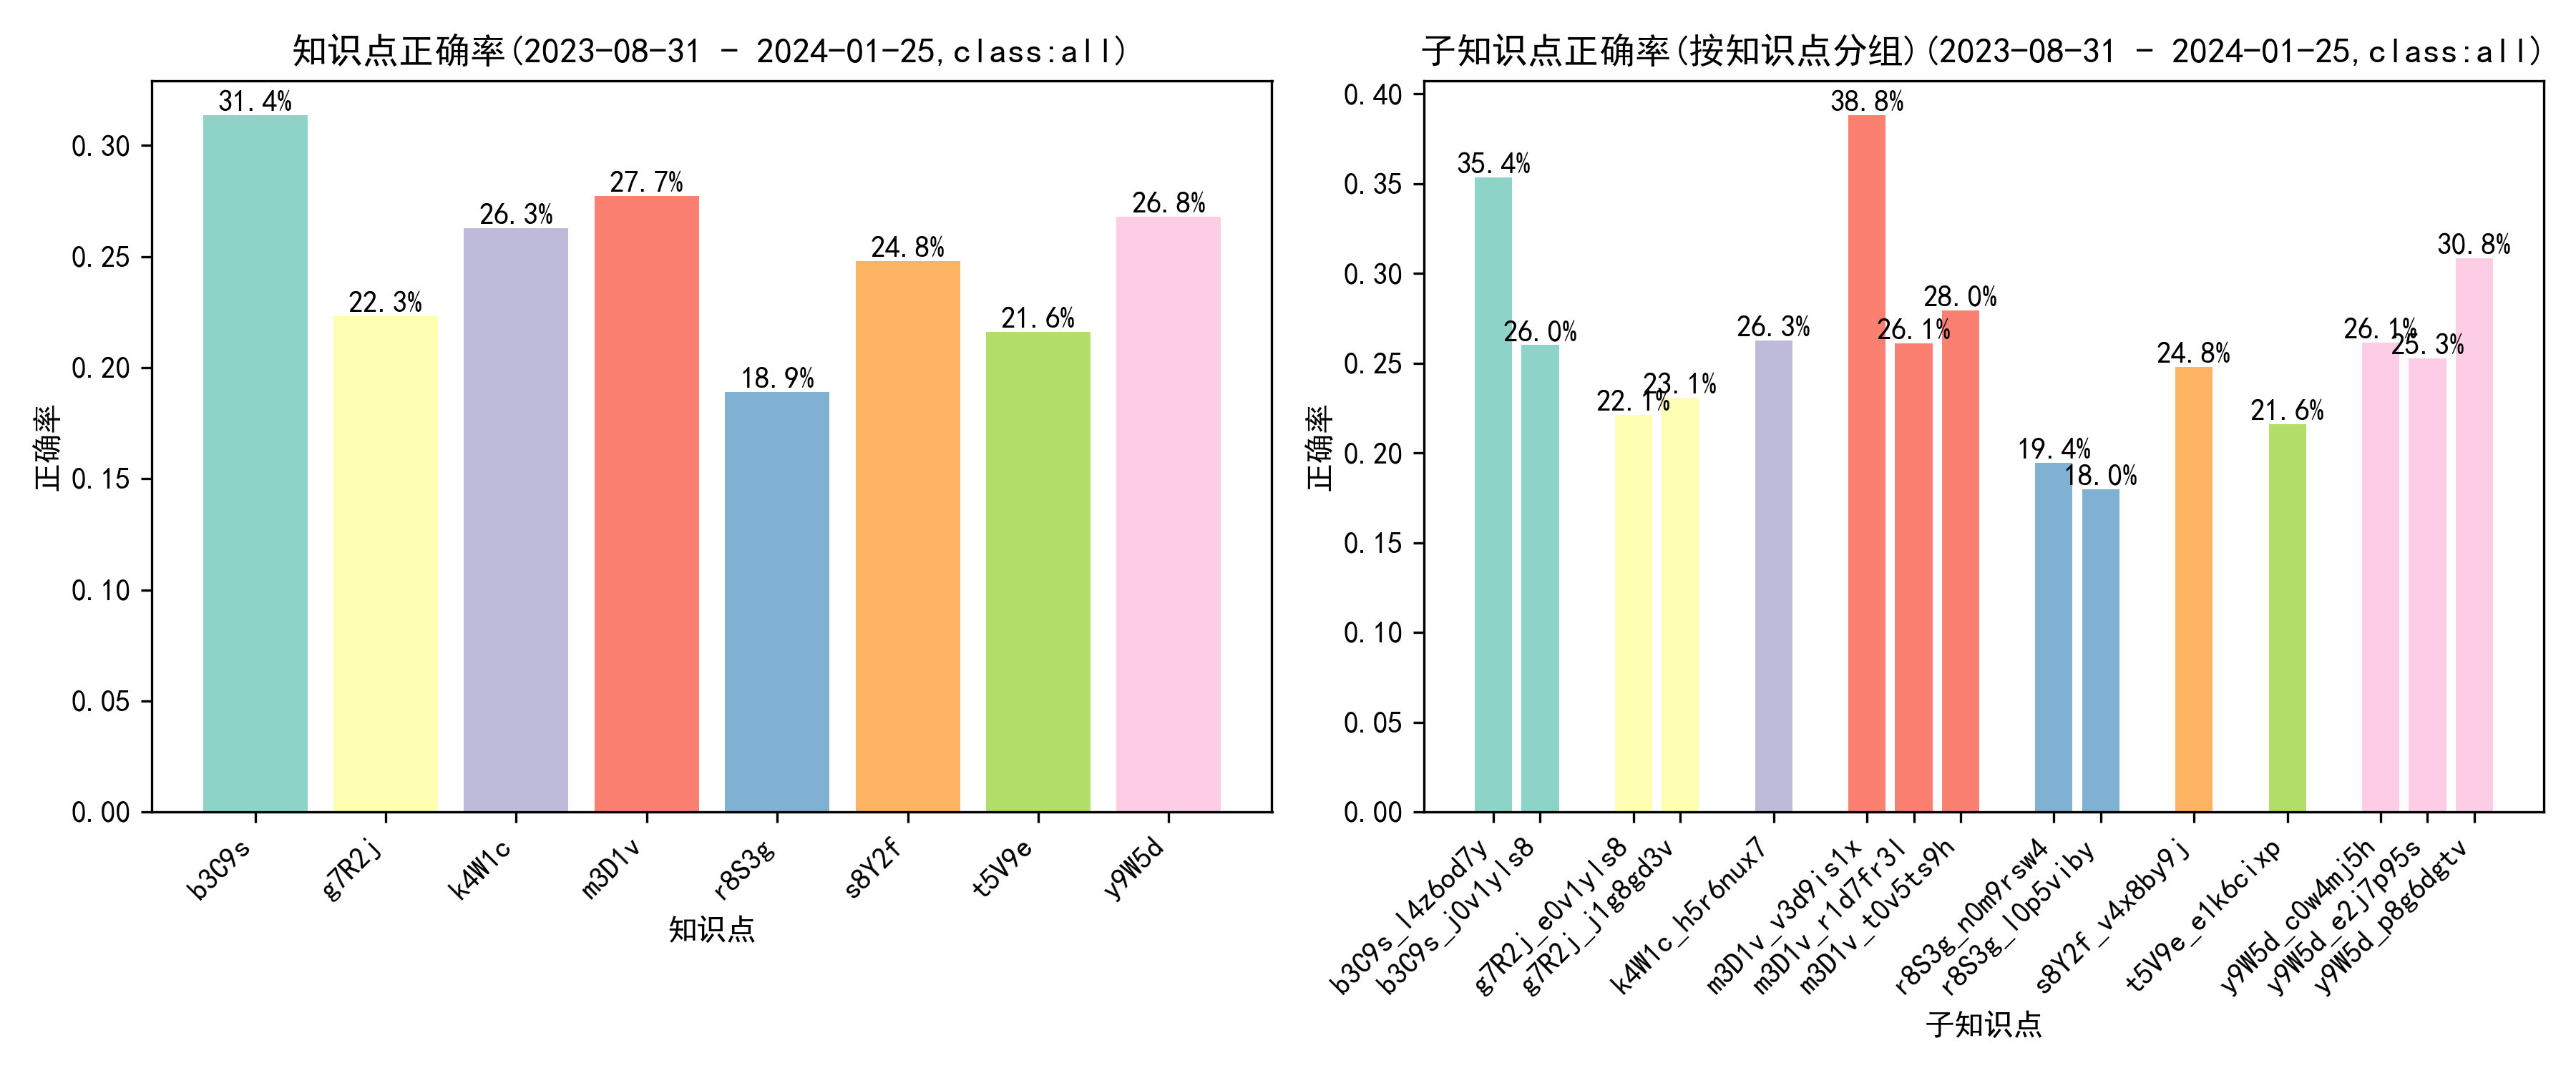 知识点正确率(2023-08-31 - 2024-01-25,class:all)
31.4%
22.3%
26.3%
27.7%
18.9%
24.8%
21.6%
26.8%
0.30
0.25
0.20
0.15
0.10
0.05
0.00
正确率
b3C9s
g7R2j
k4W1c
m3D1v
r8S3g
s8Y2f
t5V9e
y9W5d
知识点
子知识点正确率(按知识点分组)(2023-08-31 - 2024-01-25,class:all)
35.4%
26.0%
22.1%
23.1%
26.3%
38.8%
26.1%
28.0%
19.4%
18.0%
24.8%
21.6%
26.1%
25.3%
30.8%
0.40
0.35
0.30
0.25
0.20
0.15
0.10
0.05
0.00
正确率
b3C9s_l4z6od7y
b3C9s_j0v1yls8
g7R2j_e0v1yls8
g7R2j_j1g8gd3v
k4W1c_h5r6nux7
m3D1v_v3d9is1x
m3D1v_r1d7fr3l
m3D1v_t0v5ts9h
r8S3g_n0m9rsw4
r8S3g_l0p5viby
s8Y2f_v4x8by9j
t5V9e_e1k6cixp
y9W5d_c0w4mj5h
y9W5d_e2j7p95s
y9W5d_p8g6dgtv
子知识点